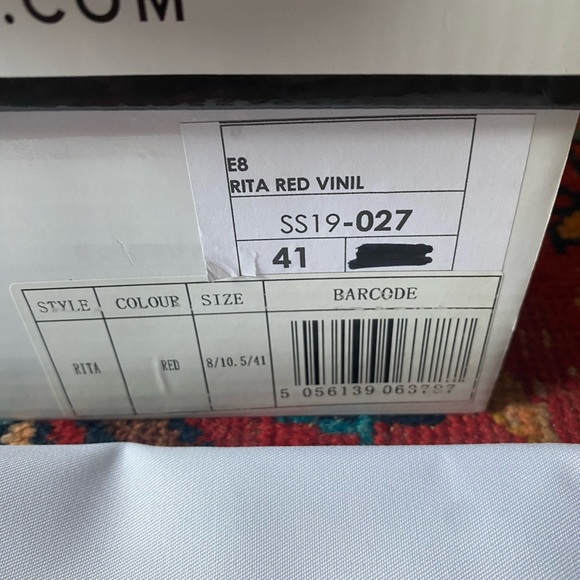 .COM
E8
RITA RED VINIL
SS19-027
41
STYLE COLOUR SIZE BARCODE
RITA RED 8/10.5/41
5 056139 063797